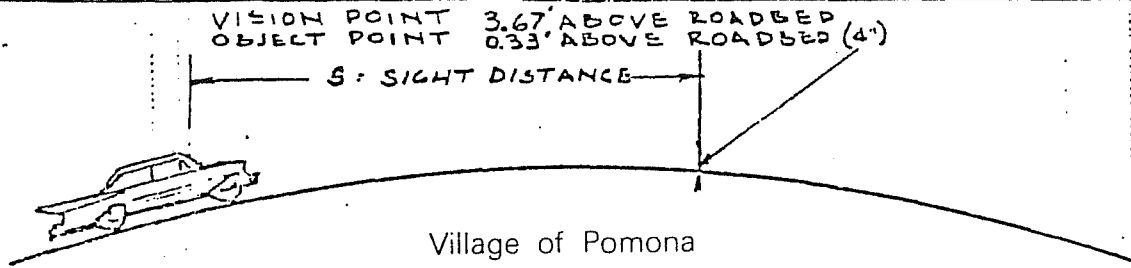 VISION POINT 3.67' ABOVE ROADBED
OBJECT POINT 0.33' ABOVE ROADBED (4")
S: SIGHT DISTANCE
Village of Pomona